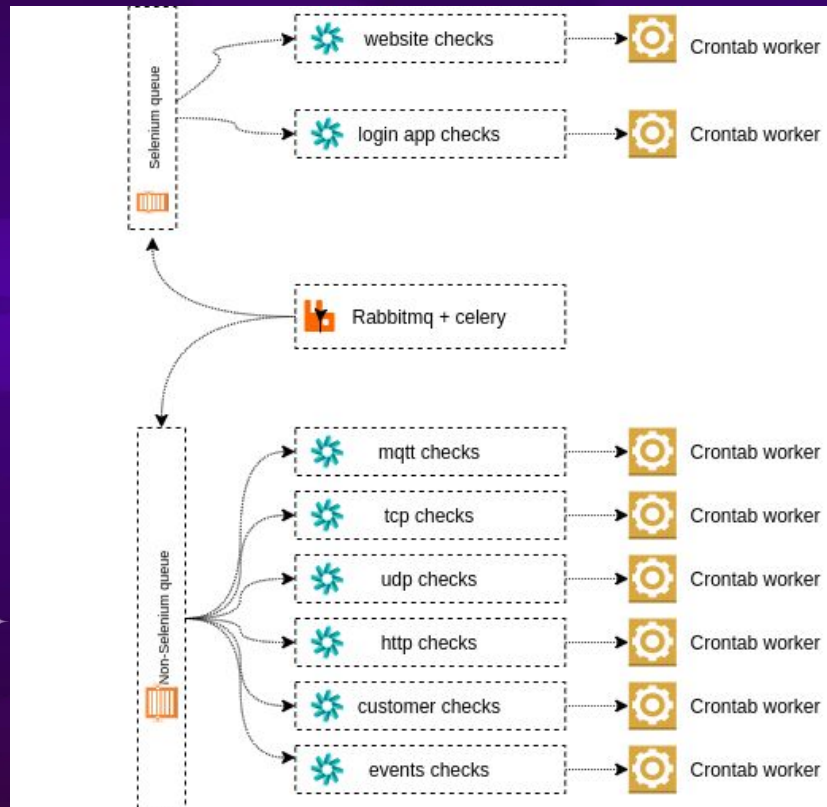 Selenium queue
website checks
Crontab worker
login app checks
Crontab worker
Rabbitmq + celery
Non-Selenium queue
mqtt checks
Crontab worker
tcp checks
Crontab worker
udp checks
Crontab worker
http checks
Crontab worker
customer checks
Crontab worker
events checks
Crontab worker